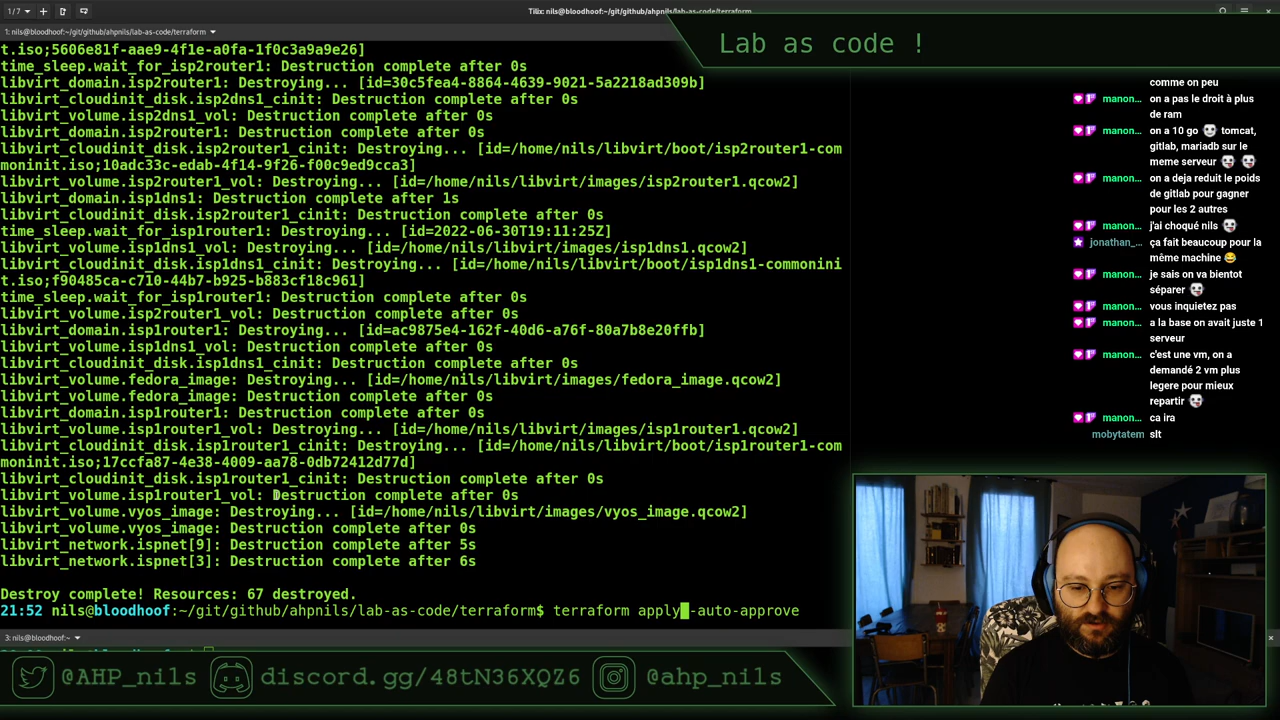 1/7
Tilix: nils@bloodhoof:~/git/github/ahpnils/lab-as-code/terraform
1: nils@bloodhoof:~/git/github/ahpnils/lab-as-code/terraform
Lab as code !
t.iso;5606e81f-aae9-4f1e-a0fa-1f0c3a9a9e26]
time_sleep.wait_for_isp2router1: Destruction complete after 0s
libvirt_domain.isp2router1: Destroying... [id=30c5fea4-8864-4639-9021-5a2218ad309b]
libvirt_cloudinit_disk.isp2dns1_cinit: Destruction complete after 0s
libvirt_volume.isp2dns1_vol: Destruction complete after 0s
libvirt_domain.isp2router1: Destruction complete after 0s
libvirt_cloudinit_disk.isp2router1_cinit: Destroying... [id=/home/nils/libvirt/boot/isp2router1-com
moninit.iso;10adc33c-edab-4f14-9f26-f00c9ed9cca3]
libvirt_volume.isp2router1_vol: Destroying... [id=/home/nils/libvirt/images/isp2router1.qcow2]
libvirt_domain.isp1dns1: Destruction complete after 1s
libvirt_cloudinit_disk.isp2router1_cinit: Destruction complete after 0s
time_sleep.wait_for_isp1router1: Destroying... [id=2022-06-30T19:11:25Z]
libvirt_volume.isp1dns1_vol: Destroying... [id=/home/nils/libvirt/images/isp1dns1.qcow2]
libvirt_cloudinit_disk.isp1dns1_cinit: Destroying... [id=/home/nils/libvirt/boot/isp1dns1-commonini
t.iso;f90485ca-c710-44b7-b925-b883cf18c961]
time_sleep.wait_for_isp1router1: Destruction complete after 0s
libvirt_volume.isp2router1_vol: Destruction complete after 0s
libvirt_domain.isp1router1: Destroying... [id=ac9875e4-162f-40d6-a76f-80a7b8e20ffb]
libvirt_volume.isp1dns1_vol: Destruction complete after 0s
libvirt_cloudinit_disk.isp1dns1_cinit: Destruction complete after 0s
libvirt_volume.fedora_image: Destroying... [id=/home/nils/libvirt/images/fedora_image.qcow2]
libvirt_volume.fedora_image: Destruction complete after 0s
libvirt_domain.isp1router1: Destruction complete after 0s
libvirt_volume.isp1router1_vol: Destroying... [id=/home/nils/libvirt/images/isp1router1.qcow2]
libvirt_cloudinit_disk.isp1router1_cinit: Destroying... [id=/home/nils/libvirt/boot/isp1router1-com
moninit.iso;17ccfa87-4e38-4009-aa78-0db72412d77d]
libvirt_cloudinit_disk.isp1router1_cinit: Destruction complete after 0s
libvirt_volume.isp1router1_vol: Destruction complete after 0s
libvirt_volume.vyos_image: Destroying... [id=/home/nils/libvirt/images/vyos_image.qcow2]
libvirt_volume.vyos_image: Destruction complete after 0s
libvirt_network.ispnet[9]: Destruction complete after 5s
libvirt_network.ispnet[3]: Destruction complete after 6s
Destroy complete! Resources: 67 destroyed.
21:52 nils@bloodhoof:~/git/github/ahpnils/lab-as-code/terraform$ terraform apply -auto-approve
3: nils@bloodhoof:~
comme on peu
manon... on a pas le droit à plus
de ram
manon... on a 10 go tomcat,
gitlab, mariadb sur le
meme serveur
manon... on a deja reduit le poids
de gitlab pour gagner
pour les 2 autres
manon... j'ai choqué nils
jonathan_... ça fait beaucoup pour la
même machine
manon... je sais on va bientot
séparer
manon... vous inquietez pas
manon... a la base on avait juste 1
serveur
manon... c'est une vm, on a
demandé 2 vm plus
legere pour mieux
repartir
manon... ca ira
mobytatem slt
@AHP_nils
discord.gg/48tN36XQZ6
@ahp_nils